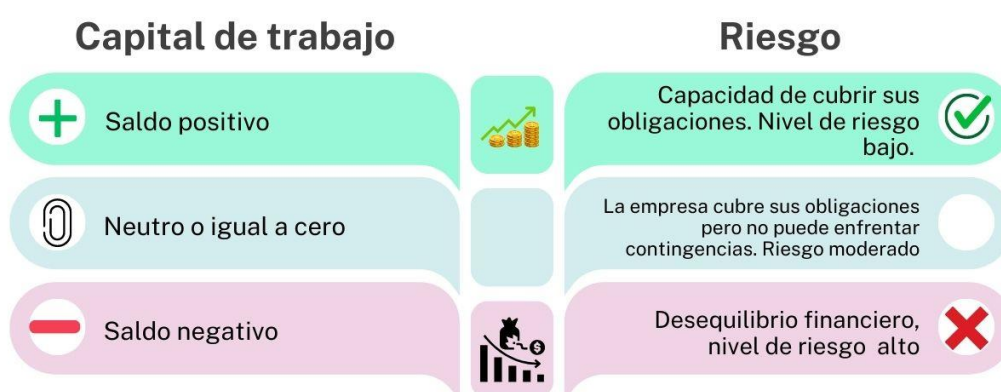 Capital de trabajo
Riesgo
Saldo positivo
Capacidad de cubrir sus
obligaciones. Nivel de riesgo
bajo.
Neutro o igual a cero
La empresa cubre sus obligaciones
pero no puede enfrentar
contingencias. Riesgo moderado
Saldo negativo
$
Desequilibrio financiero,
nivel de riesgo alto